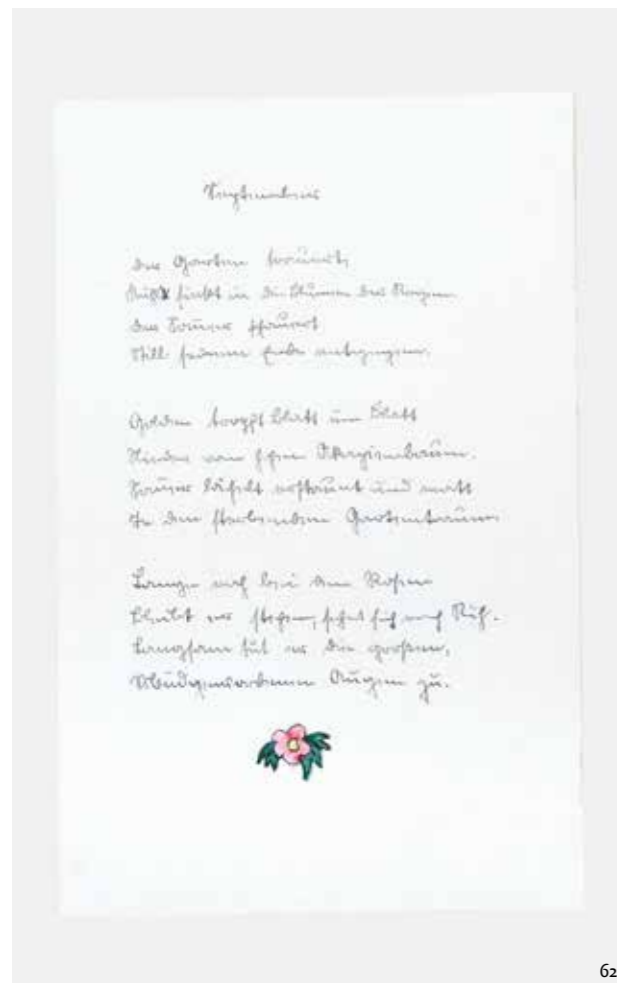 September
Der Garten trauert,
Kühl sinkt in die Blumen der Regen.
Der Sommer schauert
Still seinem Ende entgegen.
Golden tropft Blatt um Blatt
Nieder vom hohen Akazienbaum.
Sommer lächelt erstaunt und matt
In den sterbenden Gartentraum.
Lange noch bei den Rosen
Bleibt er stehen, sehnt sich nach Ruh.
Langsam tut er die großen,
Müdgewordenen Augen zu.
62